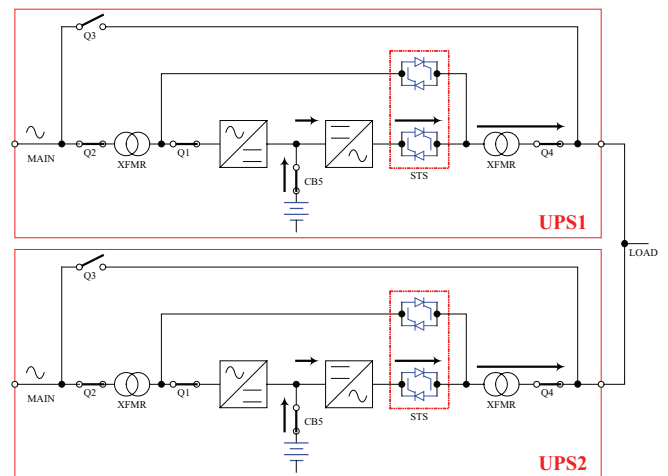 Q3
MAIN
Q2
XFMR
Q1
CB5
STS
XFMR
Q4
UPS1
LOAD
Q3
MAIN
Q2
XFMR
Q1
CB5
STS
XFMR
Q4
UPS2